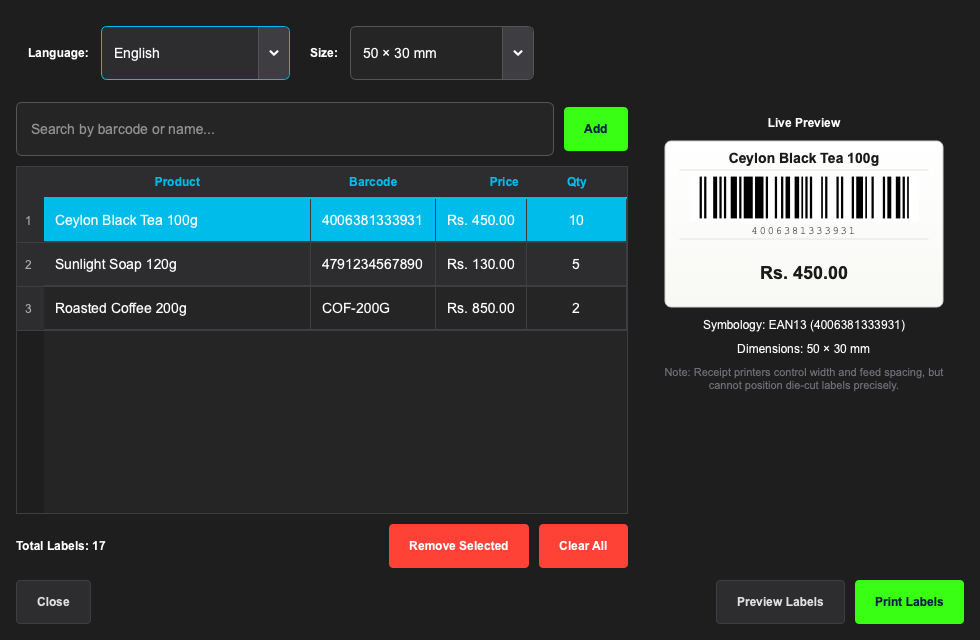 Language: English Size: 50 × 30 mm
Search by barcode or name... Add
Product Barcode Price Qty
1 Ceylon Black Tea 100g 4006381333931 Rs. 450.00 10
2 Sunlight Soap 120g 4791234567890 Rs. 130.00 5
3 Roasted Coffee 200g COF-200G Rs. 850.00 2
Total Labels: 17 Remove Selected Clear All
Live Preview
Ceylon Black Tea 100g
4006381333931
Rs. 450.00
Symbology: EAN13 (4006381333931)
Dimensions: 50 × 30 mm
Note: Receipt printers control width and feed spacing, but
cannot position die-cut labels precisely.
Close Preview Labels Print Labels